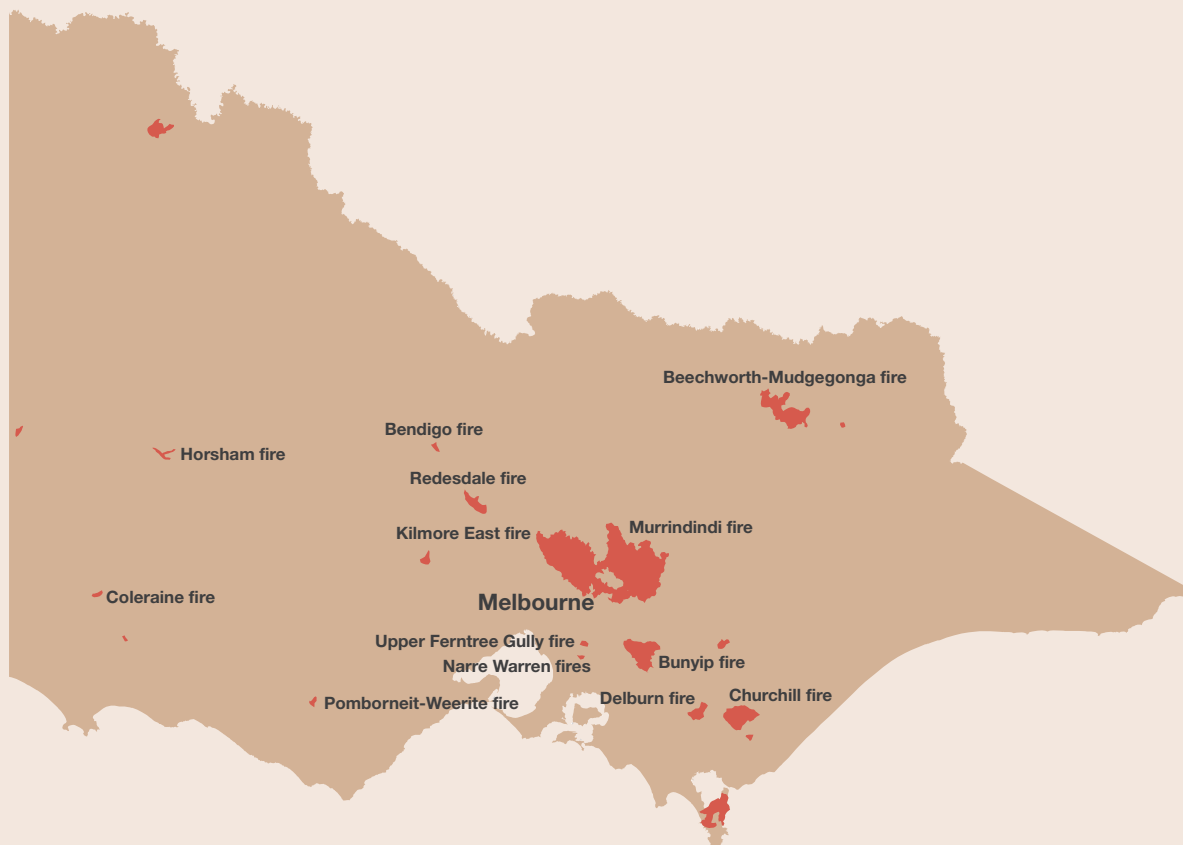 Beechworth-Mudgegonga fire
Bendigo fire
Horsham fire
Redesdale fire
Murrindindi fire
Kilmore East fire
Coleraine fire
Melbourne
Upper Ferntree Gully fire
Narre Warren fires
Bunyip fire
Delburn fire
Churchill fire
Pomborneit-Weerite fire